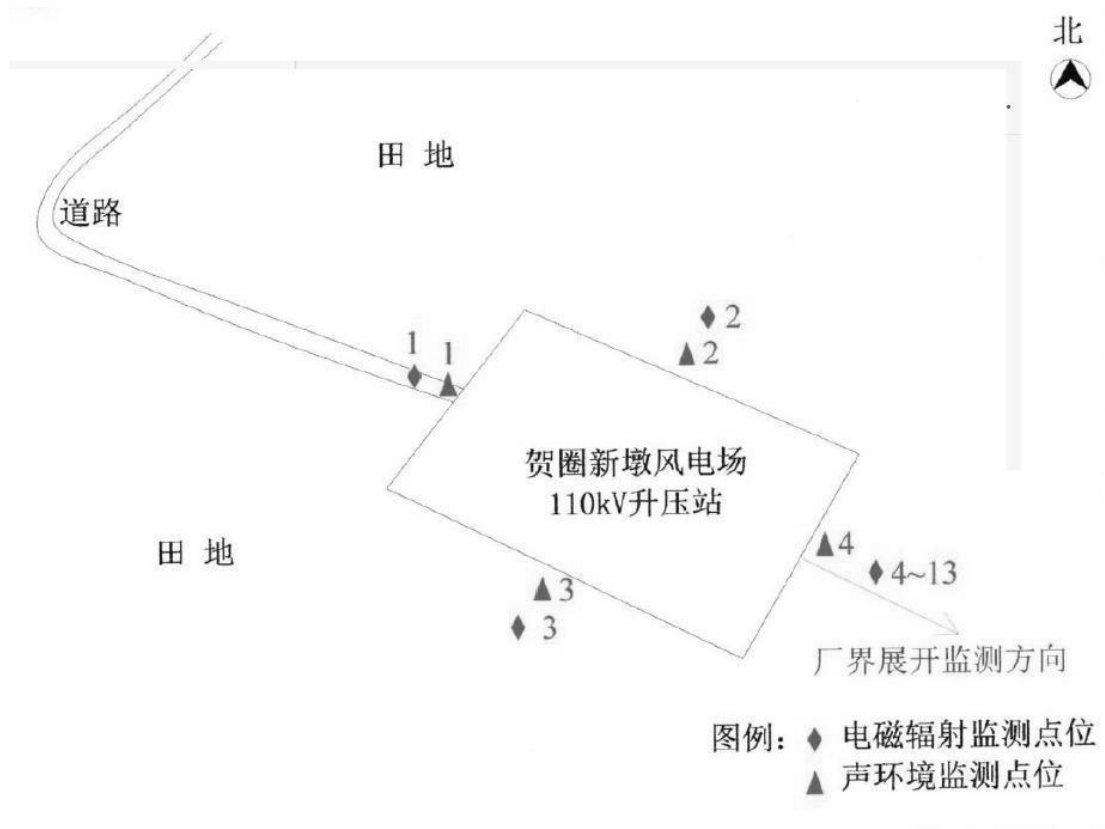 北
田 地
道路
1
1
2
2
贺圈新墩风电场
110kV升压站
田 地
4
4~13
3
3
厂界展开监测方向
图例：
电磁辐射监测点位
声环境监测点位